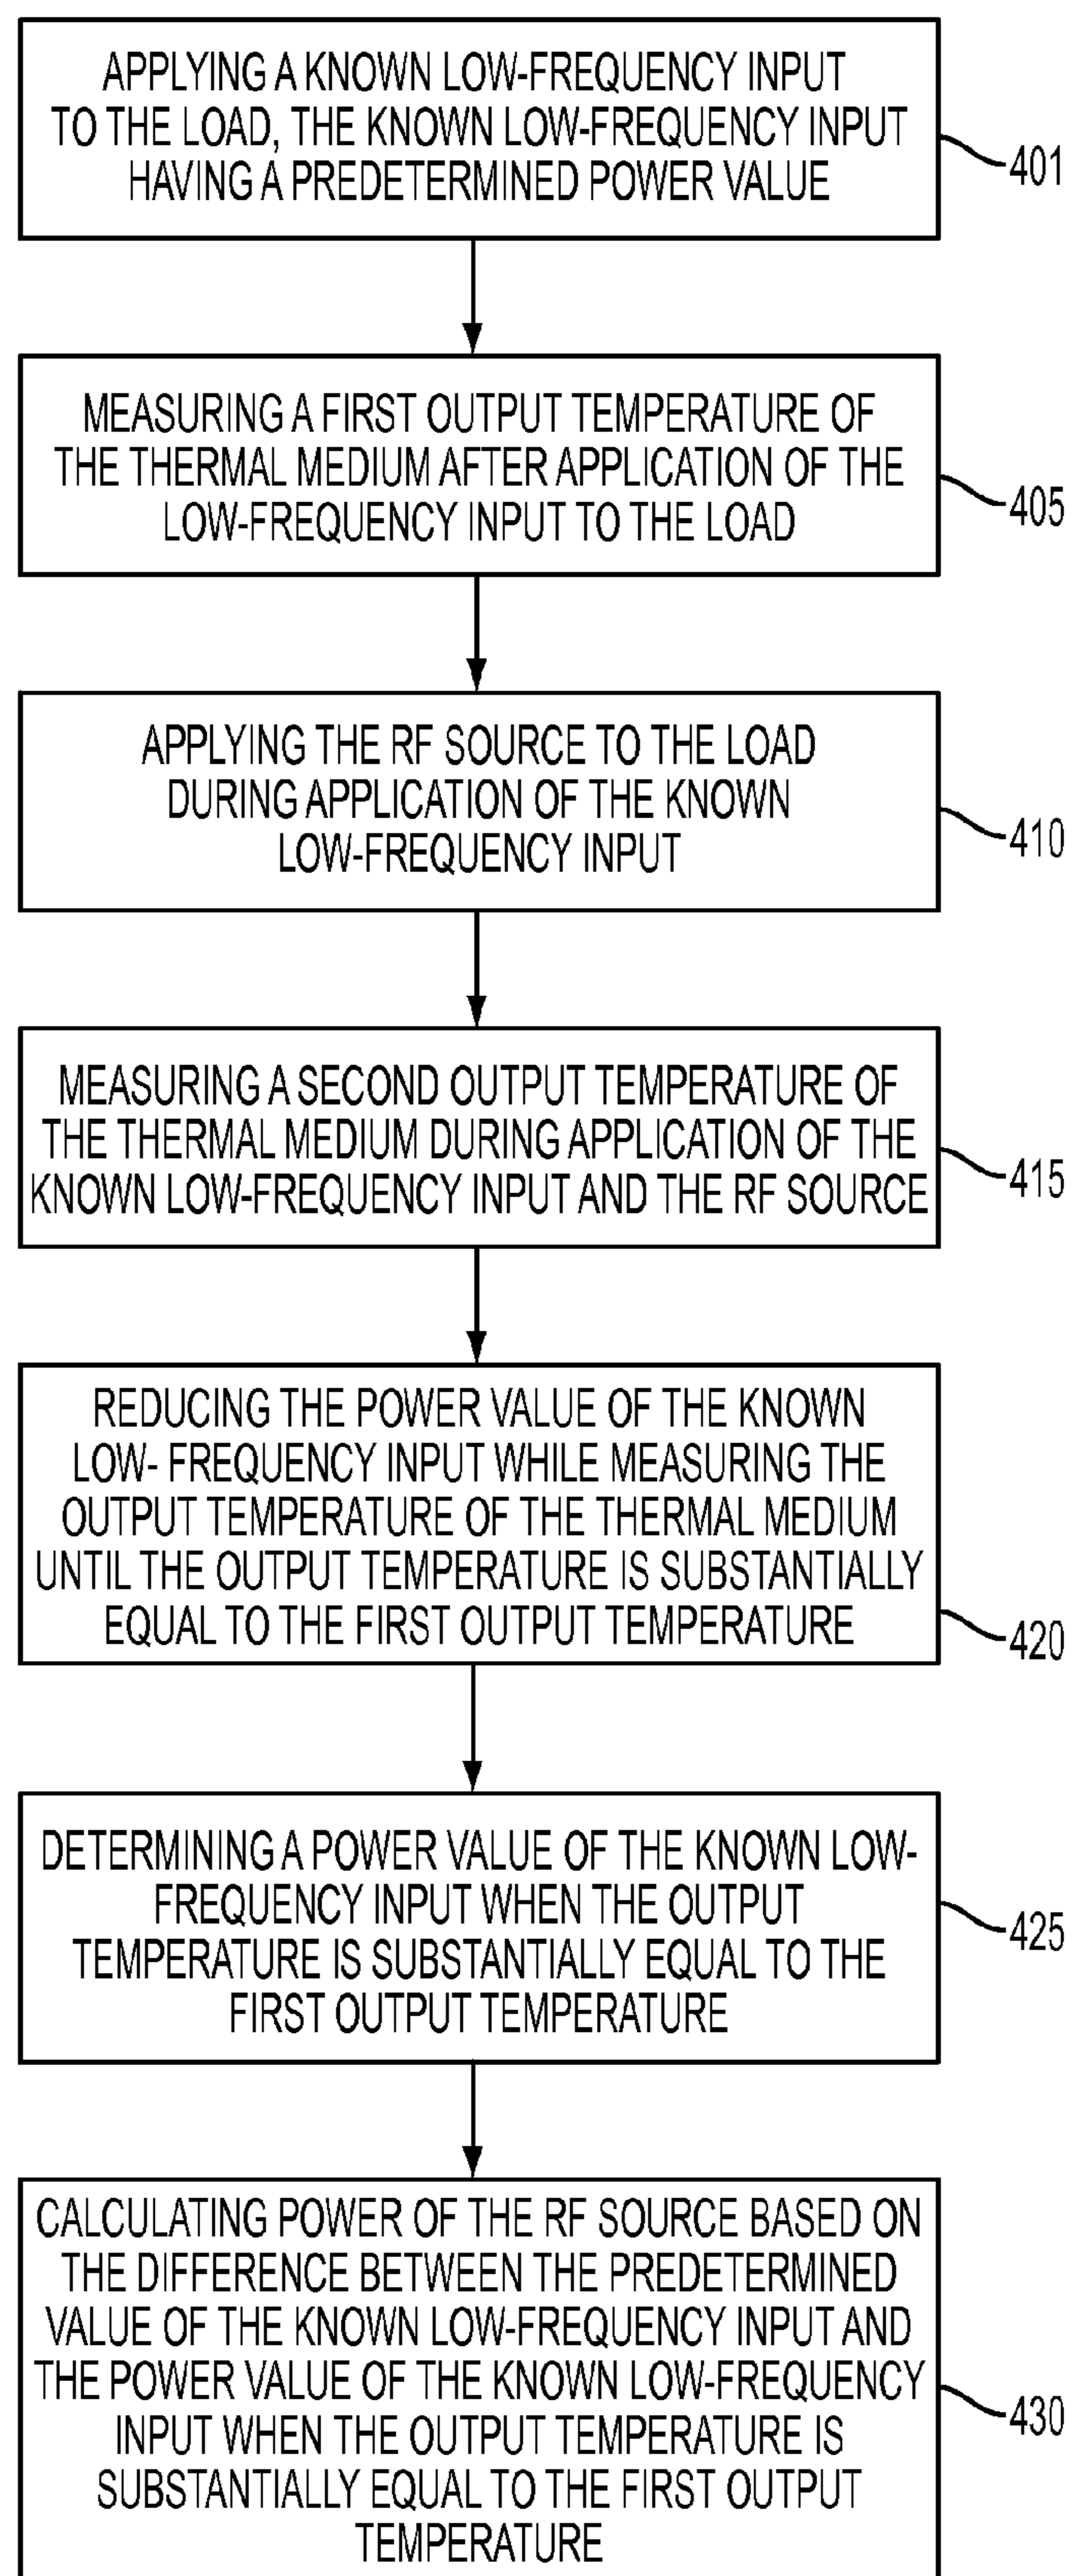 APPLYING A KNOWN LOW-FREQUENCY INPUT
TO THE LOAD, THE KNOWN LOW-FREQUENCY INPUT
HAVING A PREDETERMINED POWER VALUE
401
MEASURING A FIRST OUTPUT TEMPERATURE OF
THE THERMAL MEDIUM AFTER APPLICATION OF THE
LOW-FREQUENCY INPUT TO THE LOAD
405
APPLYING THE RF SOURCE TO THE LOAD
DURING APPLICATION OF THE KNOWN
LOW-FREQUENCY INPUT
410
MEASURING A SECOND OUTPUT TEMPERATURE OF
THE THERMAL MEDIUM DURING APPLICATION OF THE
KNOWN LOW-FREQUENCY INPUT AND THE RF SOURCE
415
REDUCING THE POWER VALUE OF THE KNOWN
LOW- FREQUENCY INPUT WHILE MEASURING THE
OUTPUT TEMPERATURE OF THE THERMAL MEDIUM
UNTIL THE OUTPUT TEMPERATURE IS SUBSTANTIALLY
EQUAL TO THE FIRST OUTPUT TEMPERATURE
420
DETERMINING A POWER VALUE OF THE KNOWN LOW-
FREQUENCY INPUT WHEN THE OUTPUT
TEMPERATURE IS SUBSTANTIALLY EQUAL TO THE
FIRST OUTPUT TEMPERATURE
425
CALCULATING POWER OF THE RF SOURCE BASED ON
THE DIFFERENCE BETWEEN THE PREDETERMINED
VALUE OF THE KNOWN LOW-FREQUENCY INPUT AND
THE POWER VALUE OF THE KNOWN LOW-FREQUENCY
INPUT WHEN THE OUTPUT TEMPERATURE IS
SUBSTANTIALLY EQUAL TO THE FIRST OUTPUT
TEMPERATURE
430